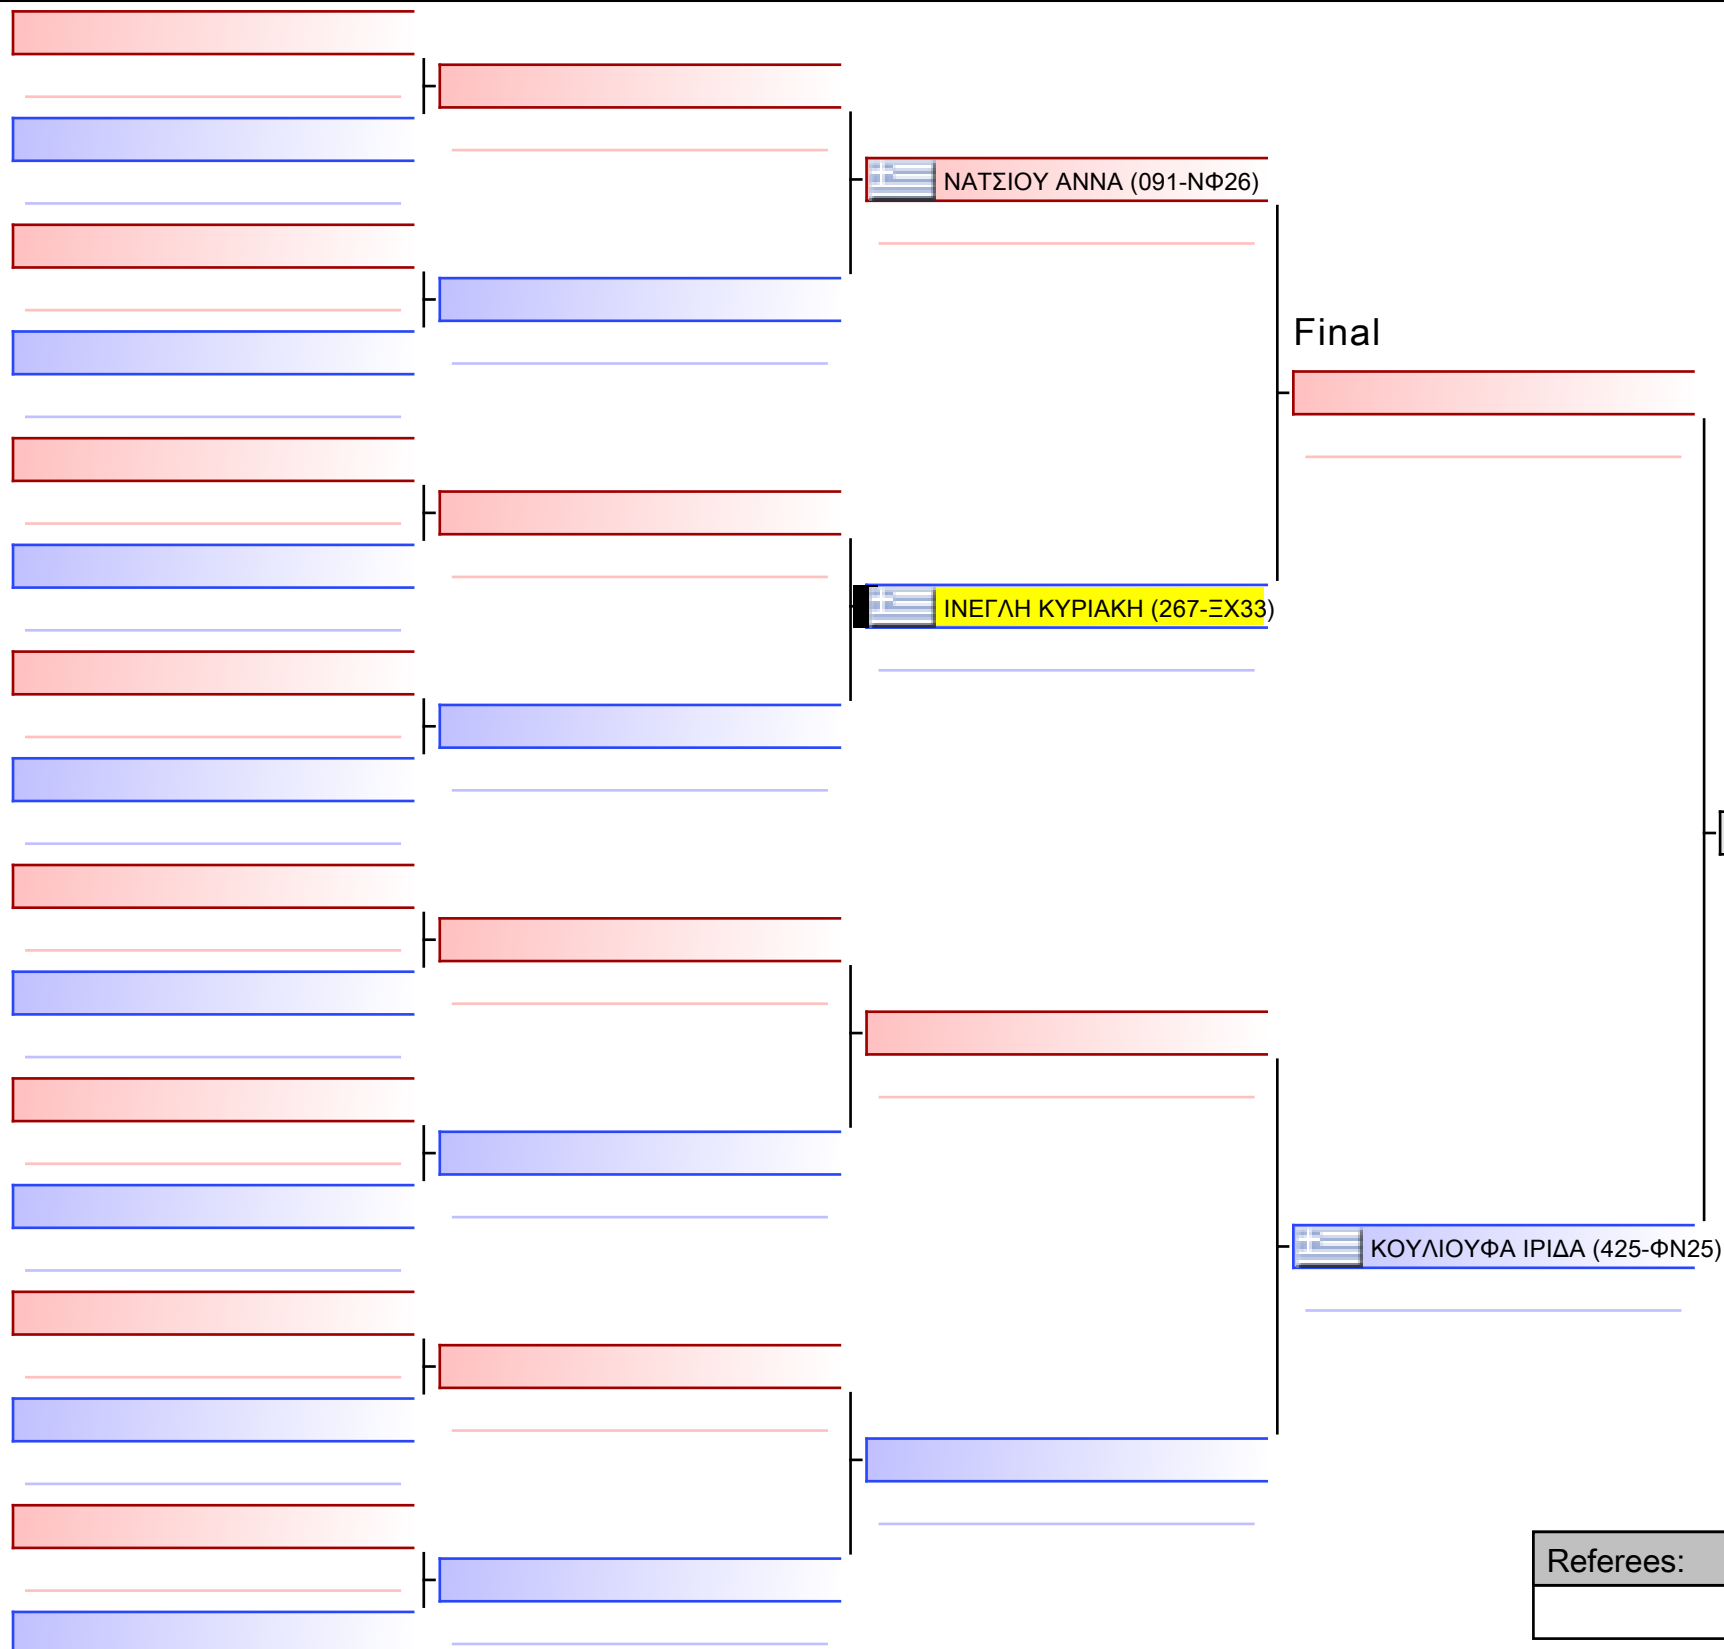 ΝΑΤΣΙΟΥ ΑΝΝΑ (091-ΝΦ26)
Final
ΙΝΕΓΛΗ ΚΥΡΙΑΚΗ (267-ΞΧ33)
ΚΟΥΛΙΟΥΦΑ ΙΡΙΔΑ (425-ΦΝ25)
Referees: